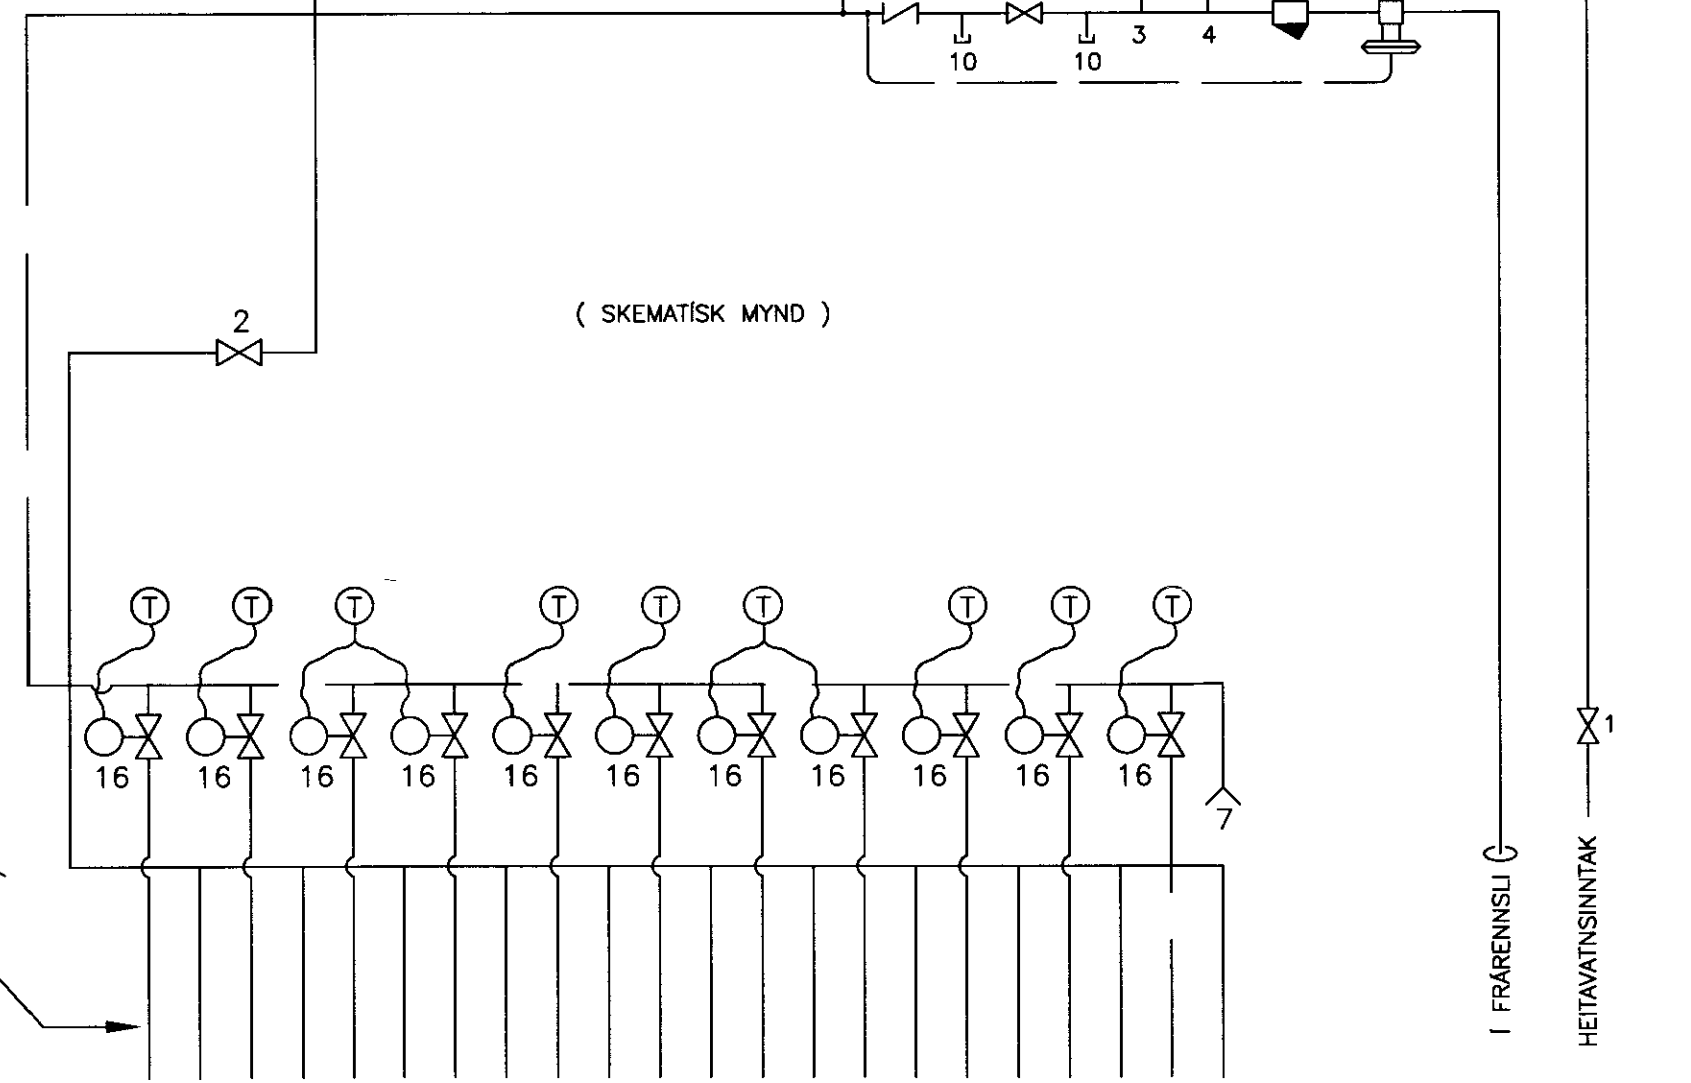 3 4
10 10
( SKEMATÍSK MYND )
2
T T T T T T T T T
1
16 16 16 16 16 16 16 16 16 16 16
7
Í FRÁRENNSLI
HEITAVATNSINNTAK